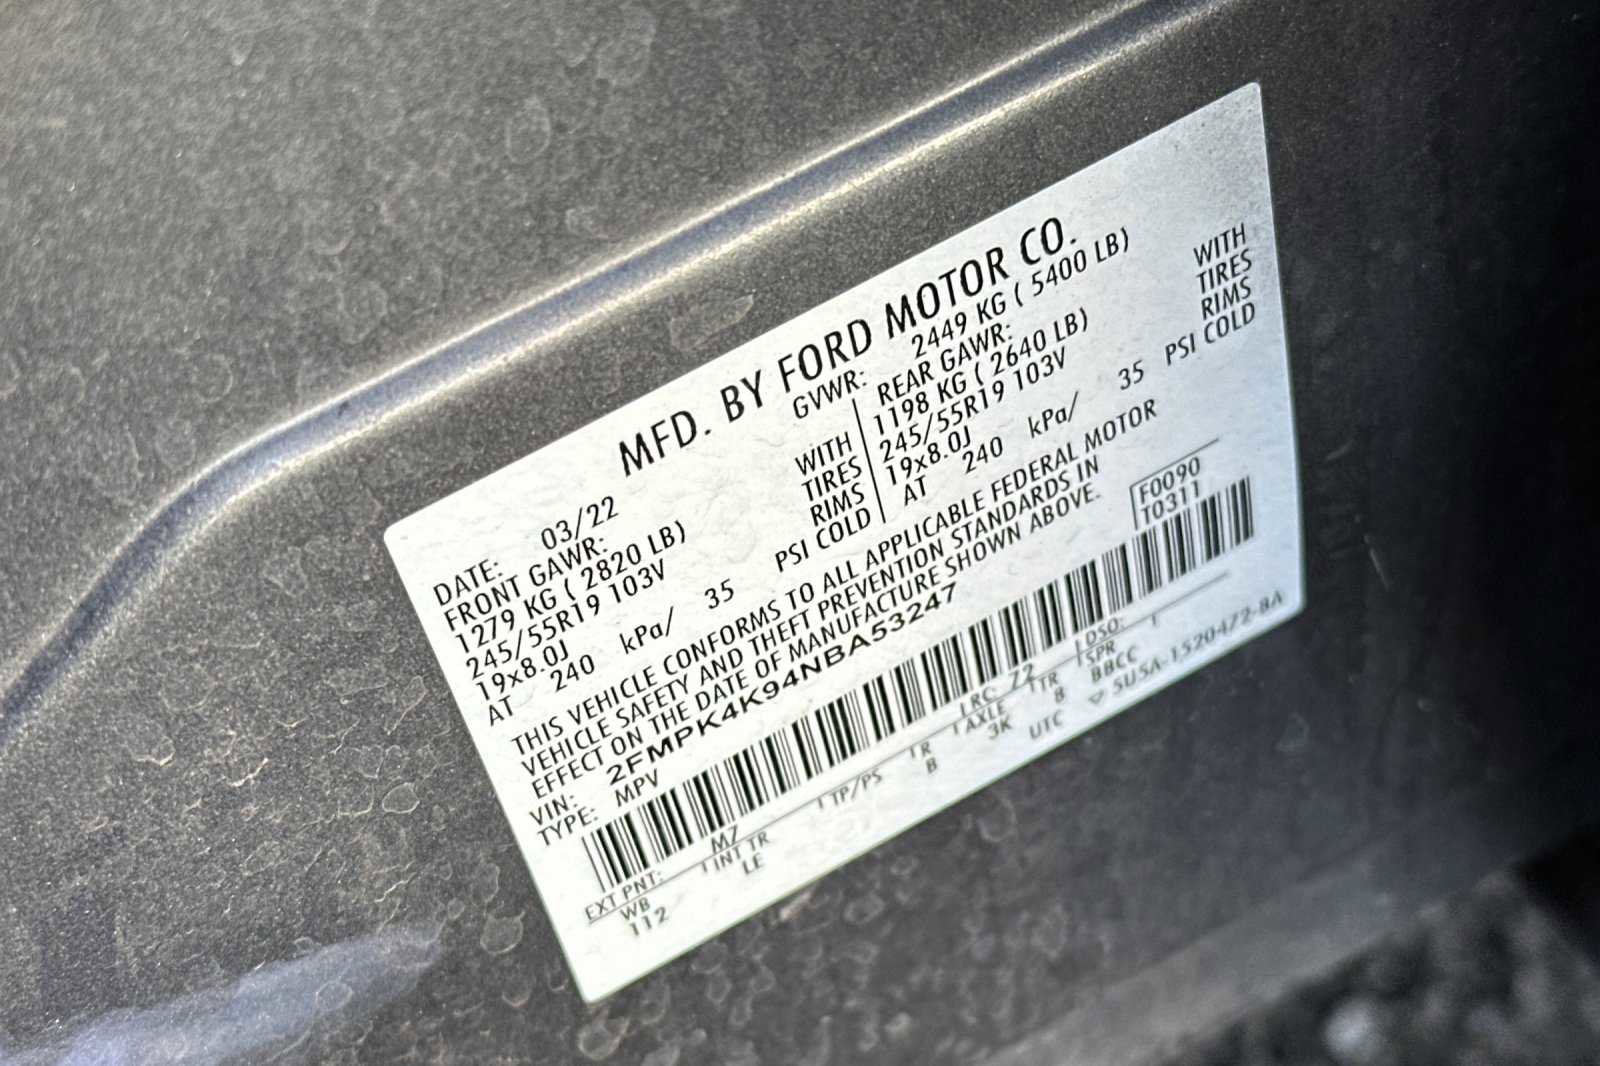 MFD. BY FORD MOTOR CO.
DATE: 03/22
GVWR: 2449 KG ( 5400 LB)
FRONT GAWR:
1279 KG ( 2820 LB)
WITH
245/55R19 103V
TIRES
19x8.0J
RIMS
AT 240 kPa/ 35 PSI COLD
REAR GAWR:
1198 KG ( 2640 LB)
WITH
245/55R19 103V
TIRES
19x8.0J
RIMS
AT 240 kPa/ 35 PSI COLD
THIS VEHICLE CONFORMS TO ALL APPLICABLE FEDERAL MOTOR
VEHICLE SAFETY AND THEFT PREVENTION STANDARDS IN
EFFECT ON THE DATE OF MANUFACTURE SHOWN ABOVE.
VIN: 2FMPK4K94NBA53247
TYPE: MPV
F0090
T0311
EXT PNT: M7 RC: 72 DSO:
WB INT TR TP/PS R AXLE TR SPR
112 LE B 3K B BBCC
UTC ▽ SU5A-1520472-BA